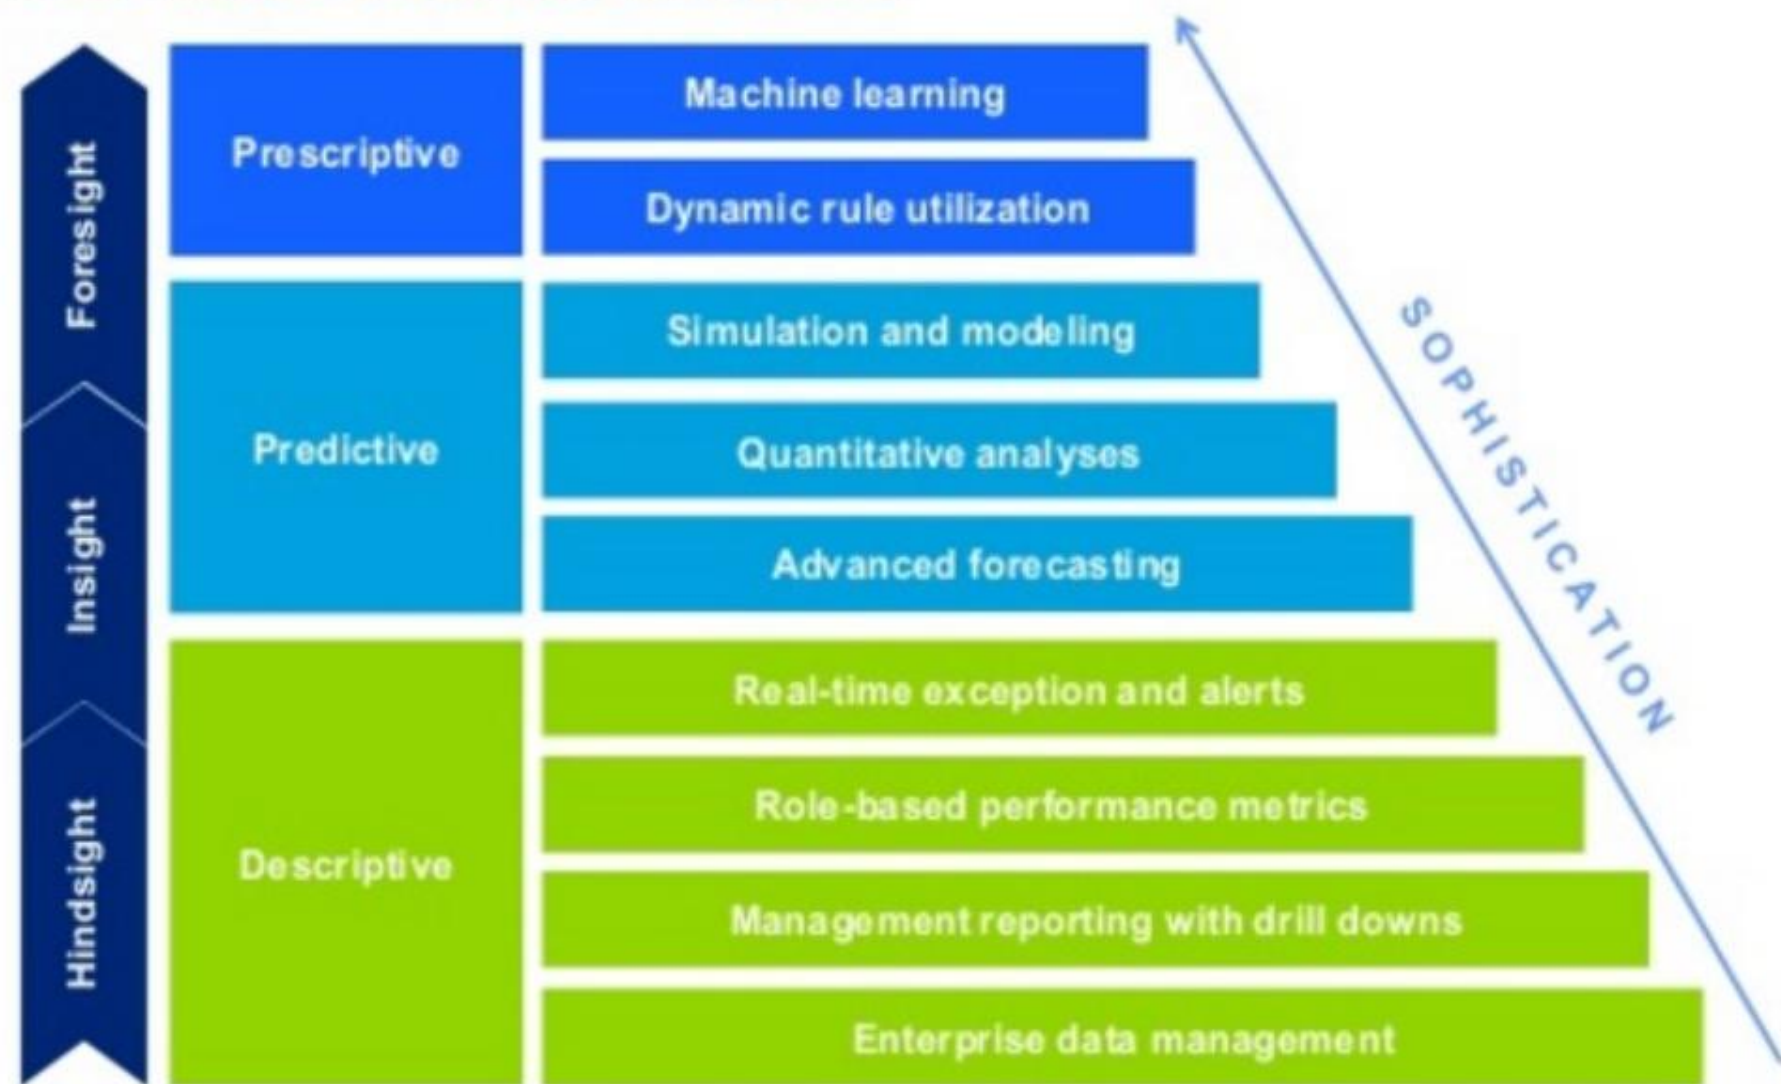 Foresight
Insight
Hindsight
Prescriptive
Machine learning
Dynamic rule utilization
Predictive
Simulation and modeling
Quantitative analyses
Advanced forecasting
Descriptive
Real-time exception and alerts
Role-based performance metrics
Management reporting with drill downs
Enterprise data management
SOPHISTICATION